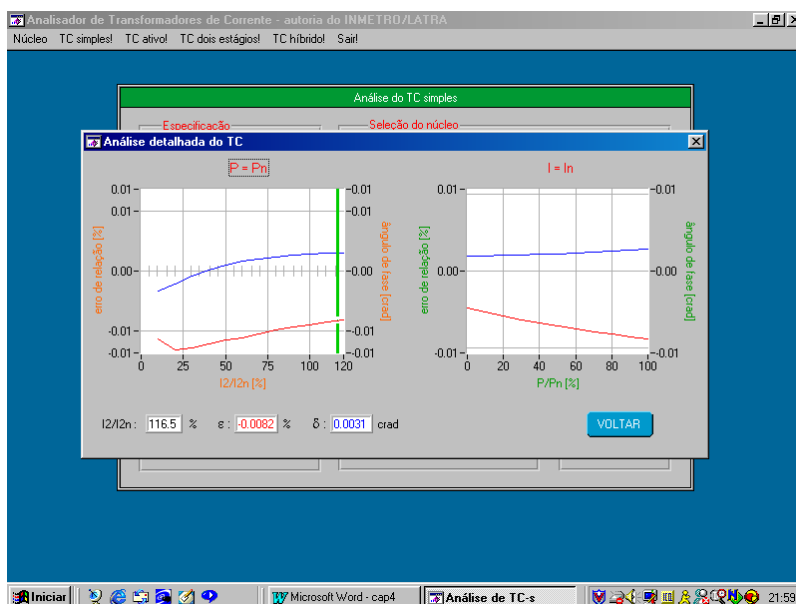 Analisador de Transformadores de Corrente - autoria do INMETRO/LATRA
Núcleo TC simples! TC ativo! TC dois estágios! TC híbrido! Sair!
Análise do TC simples
Especificação Seleção do núcleo
Análise detalhada do TC
P = Pn
0.01
0.01
0.00
-0.01
-0.01
erro de relação [%]
0.01
0.01
0.00
-0.01
-0.01
ângulo de fase [crad]
0 25 50 75 100 120
I2/I2n [%]
I = In
0.01
0.00
-0.01
erro de relação [%]
0.01
0.00
-0.01
ângulo de fase [crad]
0 20 40 60 80 100
P/Pn [%]
I2/I2n : 116.5 % ε : -0.0082 % δ : 0.0031 crad
VOLTAR
Iniciar Microsoft Word - cap4 Análise de TC-s 21:59